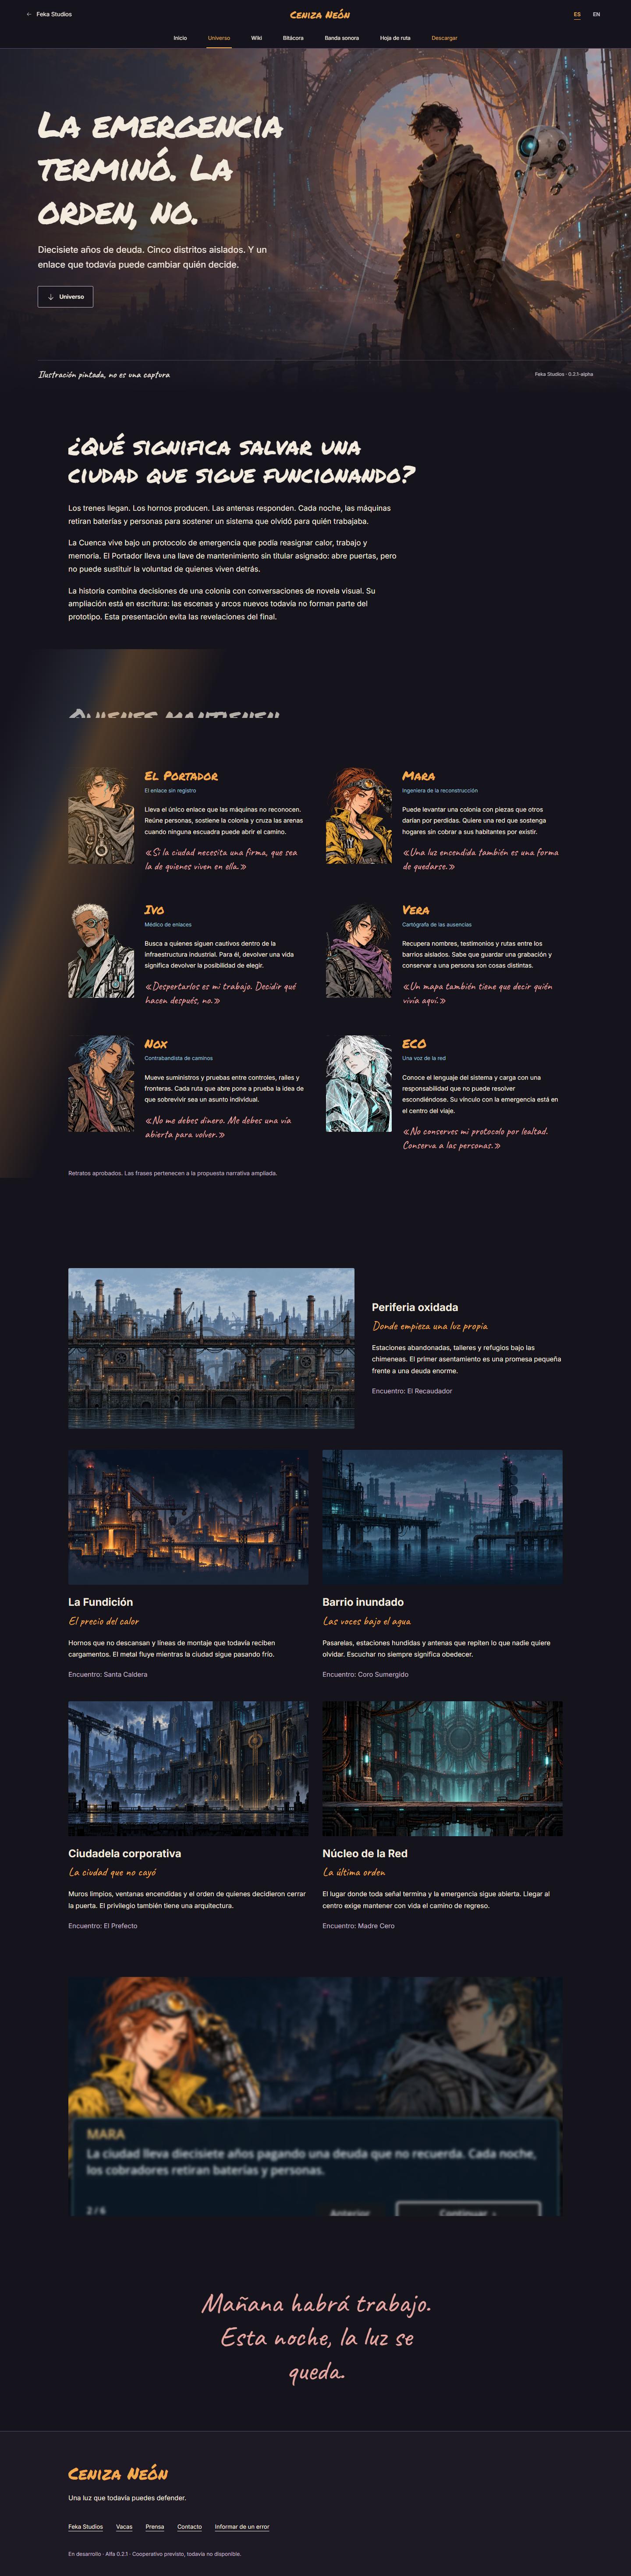 ← Feka Studios
Ceniza Neón
ES EN
Inicio Universo Wiki Bitácora Banda sonora Hoja de ruta Descargar
La emergencia
terminó. La
orden, no.
Diecisiete años de deuda. Cinco distritos aislados. Y un
enlace que todavía puede cambiar quién decide.
↓ Universo
Ilustración pintada, no es una captura
Feka Studios · 0.2.1-alpha
¿Qué significa salvar una
ciudad que sigue funcionando?
Los trenes llegan. Los hornos producen. Las antenas responden. Cada noche, las máquinas
retiran baterías y personas para sostener un sistema que olvidó para quién trabajaba.
La Cuenca vive bajo un protocolo de emergencia que podía reasignar calor, trabajo y
memoria. El Portador lleva una llave de mantenimiento sin titular asignado: abre puertas, pero
no puede sustituir la voluntad de quienes viven detrás.
La historia combina decisiones de una colonia con conversaciones de novela visual. Su
ampliación está en escritura: las escenas y arcos nuevos todavía no forman parte del
prototipo. Esta presentación evita las revelaciones del final.
Quienes mantienen
El Portador
El enlace sin registro
Lleva el único enlace que las máquinas no reconocen.
Reúne personas, sostiene la colonia y cruza las arenas
cuando ninguna escuadra puede abrir el camino.
«Si la ciudad necesita una firma, que sea
la de quienes viven en ella.»
Mara
Ingeniera de la reconstrucción
Puede levantar una colonia con piezas que otros
darían por perdidas. Quiere una red que sostenga
hogares sin cobrar a sus habitantes por existir.
«Una luz encendida también es una forma
de quedarse.»
Ivo
Médico de enlaces
Busca a quienes siguen cautivos dentro de la
infraestructura industrial. Para él, devolver una vida
significa devolver la posibilidad de elegir.
«Despertarlos es mi trabajo. Decidir qué
hacen después, no.»
Vera
Cartógrafa de las ausencias
Recupera nombres, testimonios y rutas entre los
barrios aislados. Sabe que guardar una grabación y
conservar a una persona son cosas distintas.
«Un mapa también tiene que decir quién
vivía aquí.»
Nox
Contrabandista de caminos
Mueve suministros y pruebas entre controles, raíles y
fronteras. Cada ruta que abre pone a prueba la idea de
que sobrevivir sea un asunto individual.
«No me debes dinero. Me debes una vía
abierta para volver.»
ECO
Una voz de la red
Conoce el lenguaje del sistema y carga con una
responsabilidad que no puede resolver
escondiéndose. Su vínculo con la emergencia está en
el centro del viaje.
«No conserves mi protocolo por lealtad.
Conserva a las personas.»
Retratos aprobados. Las frases pertenecen a la propuesta narrativa ampliada.
Periferia oxidada
Donde empieza una luz propia
Estaciones abandonadas, talleres y refugios bajo las
chimeneas. El primer asentamiento es una promesa pequeña
frente a una deuda enorme.
Encuentro: El Recaudador
La Fundición
El precio del calor
Hornos que no descansan y líneas de montaje que todavía reciben
cargamentos. El metal fluye mientras la ciudad sigue pasando frío.
Encuentro: Santa Caldera
Barrio inundado
Las voces bajo el agua
Pasarelas, estaciones hundidas y antenas que repiten lo que nadie quiere
olvidar. Escuchar no siempre significa obedecer.
Encuentro: Coro Sumergido
Ciudadela corporativa
La ciudad que no cayó
Muros limpios, ventanas encendidas y el orden de quienes decidieron cerrar
la puerta. El privilegio también tiene una arquitectura.
Encuentro: El Prefecto
Núcleo de la Red
La última orden
El lugar donde toda señal termina y la emergencia sigue abierta. Llegar al
centro exige mantener con vida el camino de regreso.
Encuentro: Madre Cero
MARA
La ciudad lleva diecisiete años pagando una deuda que no recuerda. Cada noche,
los cobradores retiran baterías y personas.
2 / 6
Anterior Continuar ›
Mañana habrá trabajo.
Esta noche, la luz se
queda.
Ceniza Neón
Una luz que todavía puedes defender.
Feka Studios Vacas Prensa Contacto Informar de un error
En desarrollo · Alfa 0.2.1 · Cooperativo previsto, todavía no disponible.